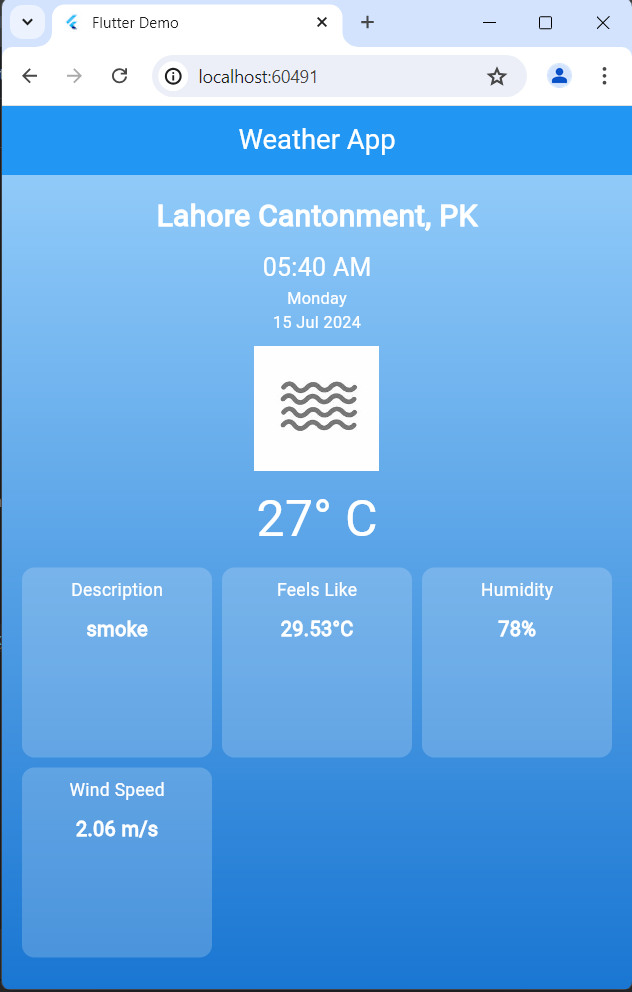 Flutter Demo
localhost:60491
Weather App
Lahore Cantonment, PK
05:40 AM
Monday
15 Jul 2024
27° C
Description
smoke
Feels Like
29.53°C
Humidity
78%
Wind Speed
2.06 m/s